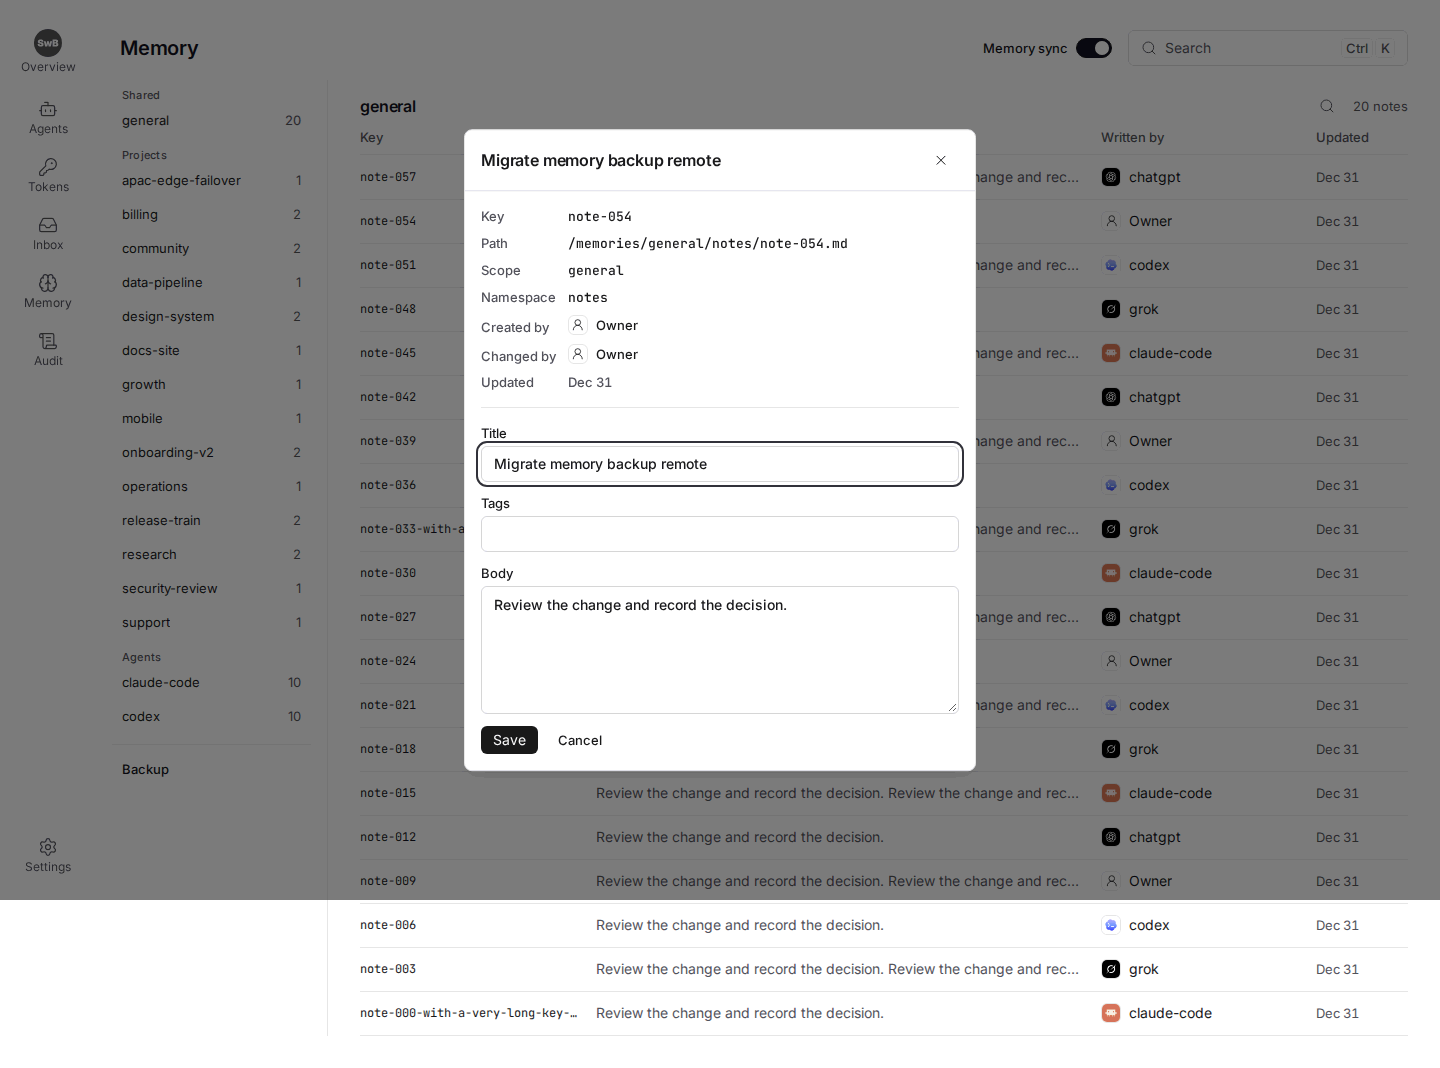 SwB
Overview
Agents
Tokens
Inbox
Memory
Audit
Settings
Memory
Memory sync
Search
Ctrl K
Shared
general 20
Projects
apac-edge-failover 1
billing 2
community 2
data-pipeline 1
design-system 2
docs-site 1
growth 1
mobile 1
onboarding-v2 2
operations 1
release-train 2
research 2
security-review 1
support 1
Agents
claude-code 10
codex 10
Backup
general
20 notes
Key Written by Updated
note-057 nange and rec... chatgpt Dec 31
note-054 Owner Dec 31
note-051 nange and rec... codex Dec 31
note-048 grok Dec 31
note-045 nange and rec... claude-code Dec 31
note-042 chatgpt Dec 31
note-039 nange and rec... Owner Dec 31
note-036 codex Dec 31
note-033-with-a nange and rec... grok Dec 31
note-030 claude-code Dec 31
note-027 nange and rec... chatgpt Dec 31
note-024 Owner Dec 31
note-021 nange and rec... codex Dec 31
note-018 grok Dec 31
note-015 Review the change and record the decision. Review the change and rec... claude-code Dec 31
note-012 Review the change and record the decision. chatgpt Dec 31
note-009 Review the change and record the decision. Review the change and rec... Owner Dec 31
note-006 Review the change and record the decision. codex Dec 31
note-003 Review the change and record the decision. Review the change and rec... grok Dec 31
note-000-with-a-very-long-key-… Review the change and record the decision. claude-code Dec 31
Migrate memory backup remote
Key note-054
Path /memories/general/notes/note-054.md
Scope general
Namespace notes
Created by Owner
Changed by Owner
Updated Dec 31
Title
Migrate memory backup remote
Tags
Body
Review the change and record the decision.
Save Cancel